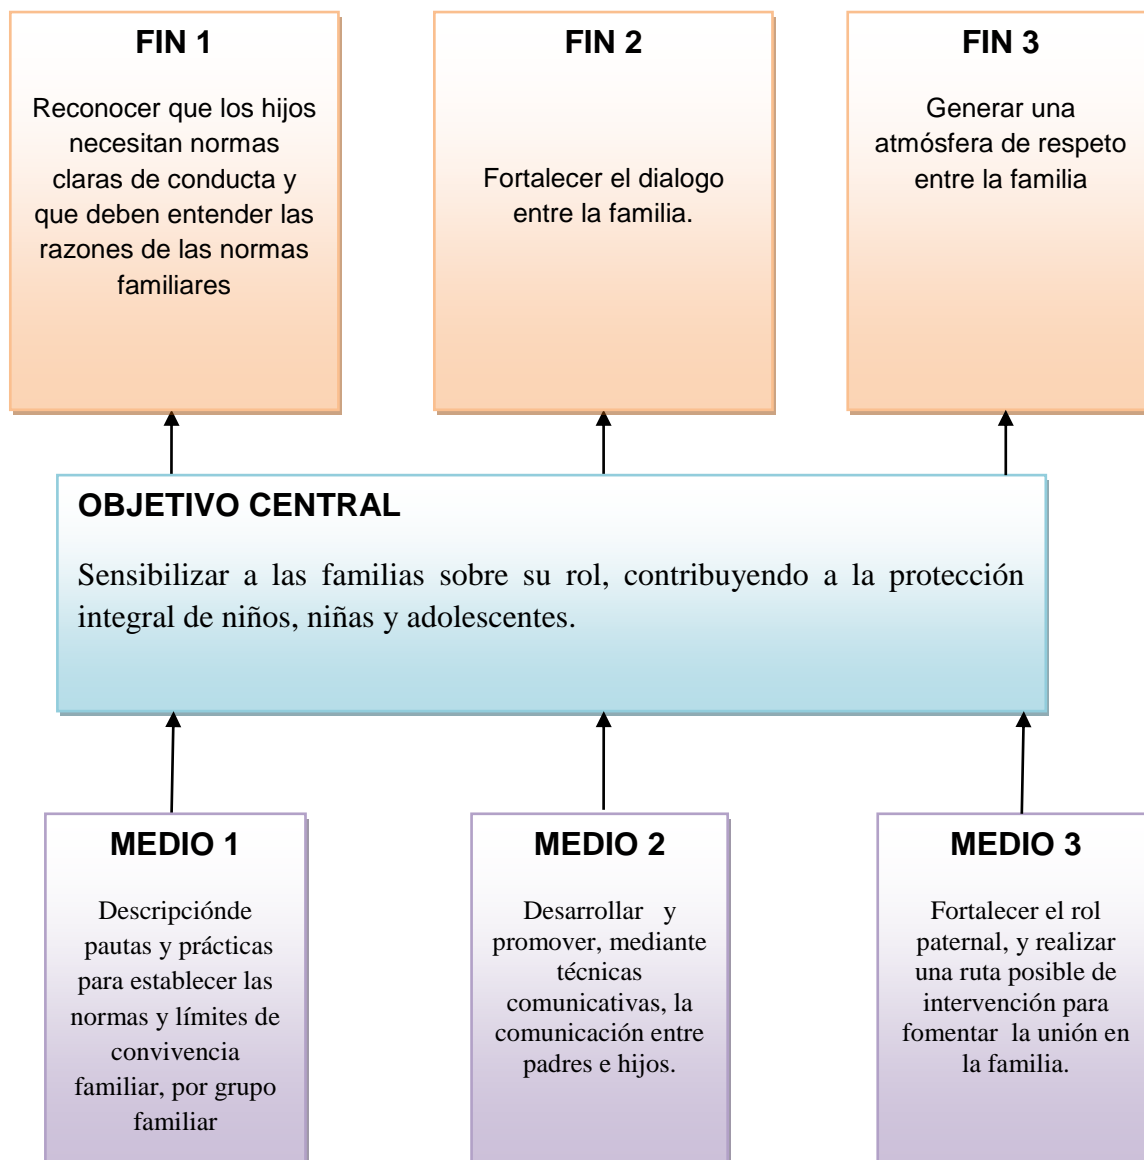 FIN 1
Reconocer que los hijos
necesitan normas
claras de conducta y
que deben entender las
razones de las normas
familiares
FIN 2
Fortalecer el dialogo
entre la familia.
FIN 3
Generar una
atmósfera de respeto
entre la familia
OBJETIVO CENTRAL
Sensibilizar a las familias sobre su rol, contribuyendo a la protección
integral de niños, niñas y adolescentes.
MEDIO 1
Descripciónde
pautas y prácticas
para establecer las
normas y límites de
convivencia
familiar, por grupo
familiar
MEDIO 2
Desarrollar y
promover, mediante
técnicas
comunicativas, la
comunicación entre
padres e hijos.
MEDIO 3
Fortalecer el rol
paternal, y realizar
una ruta posible de
intervención para
fomentar la unión en
la familia.